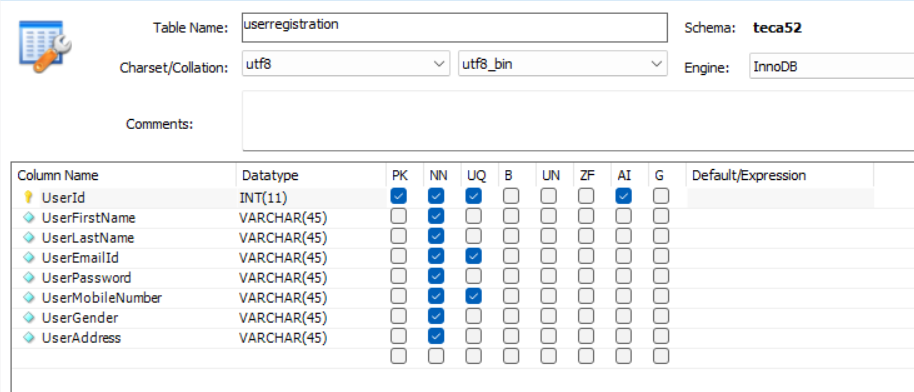 Table Name: userregistration Schema: teca52
Charset/Collation: utf8 utf8_bin Engine: InnoDB
Comments:
Column Name Datatype PK NN UQ B UN ZF AI G Default/Expression
UserId INT(11)
UserFirstName VARCHAR(45)
UserLastName VARCHAR(45)
UserEmailId VARCHAR(45)
UserPassword VARCHAR(45)
UserMobileNumber VARCHAR(45)
UserGender VARCHAR(45)
UserAddress VARCHAR(45)